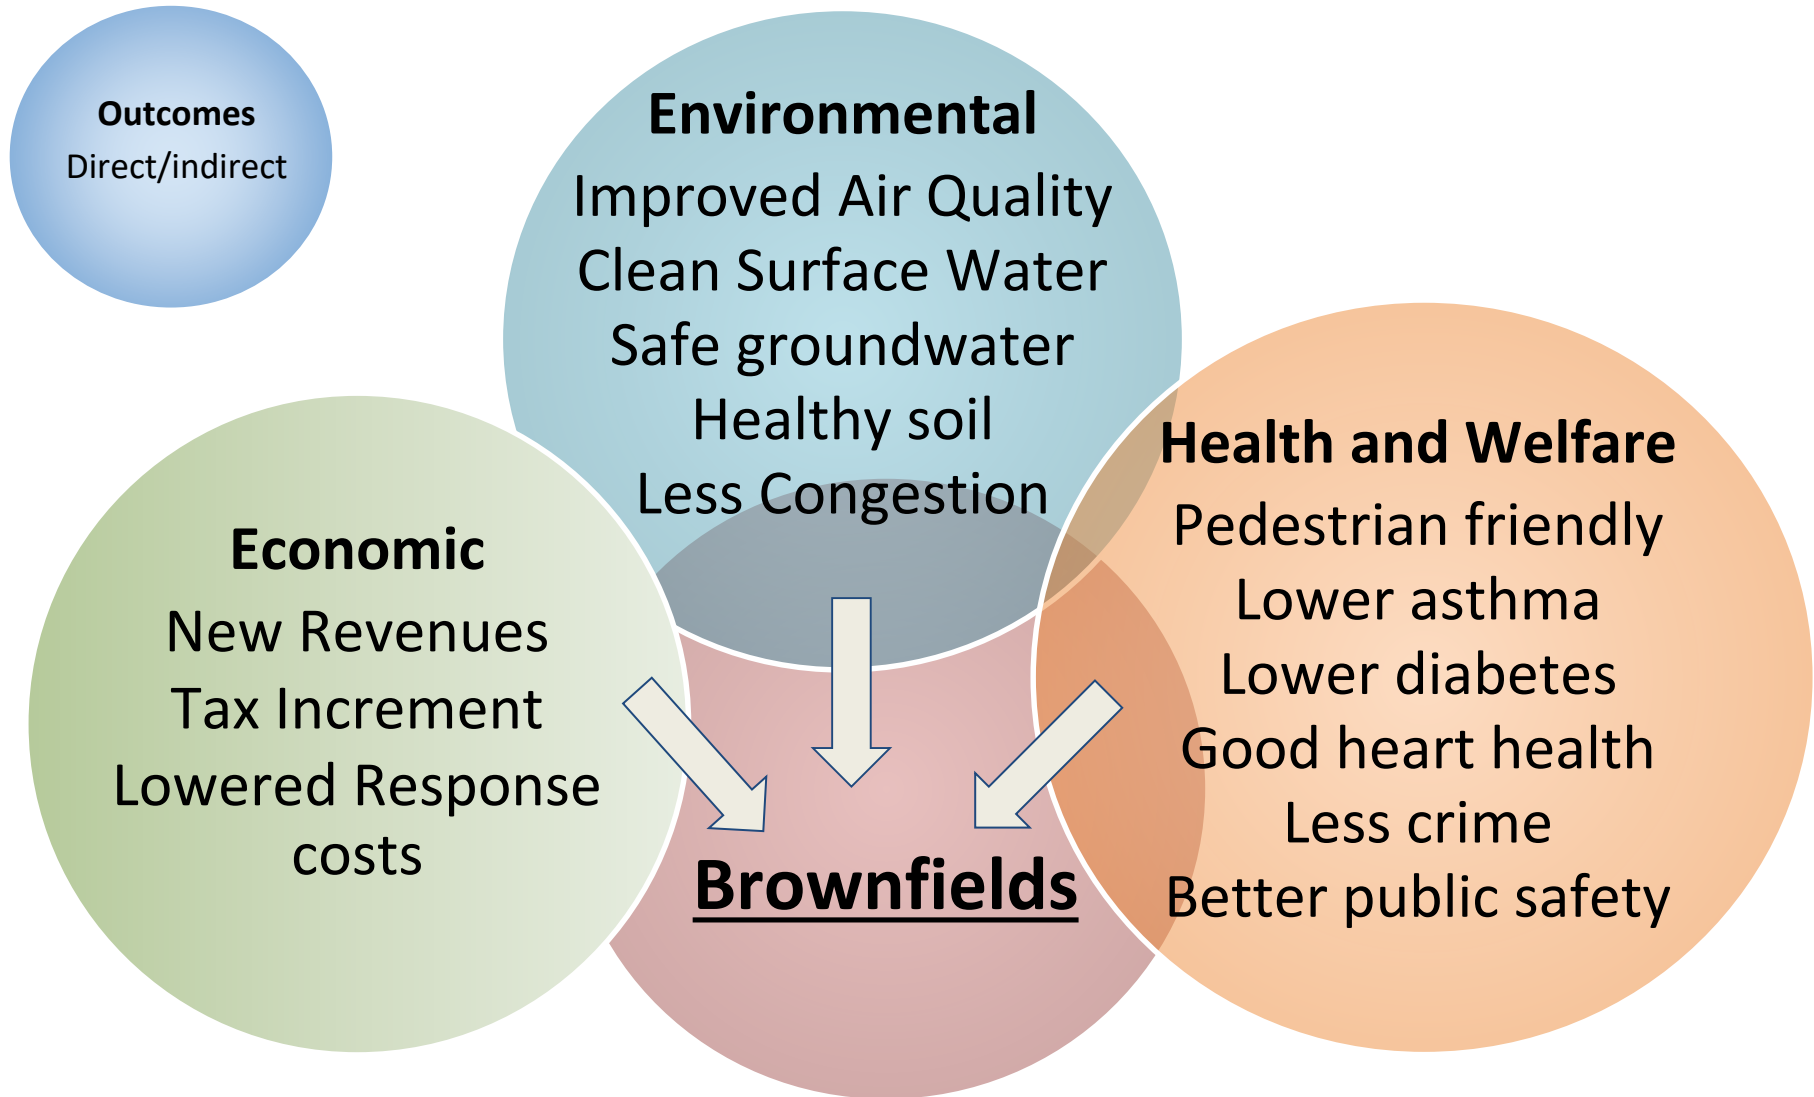 Outcomes
Direct/indirect
Environmental
Improved Air Quality
Clean Surface Water
Safe groundwater
Healthy soil
Less Congestion
Economic
New Revenues
Tax Increment
Lowered Response
costs
Health and Welfare
Pedestrian friendly
Lower asthma
Lower diabetes
Good heart health
Less crime
Better public safety
Brownfields